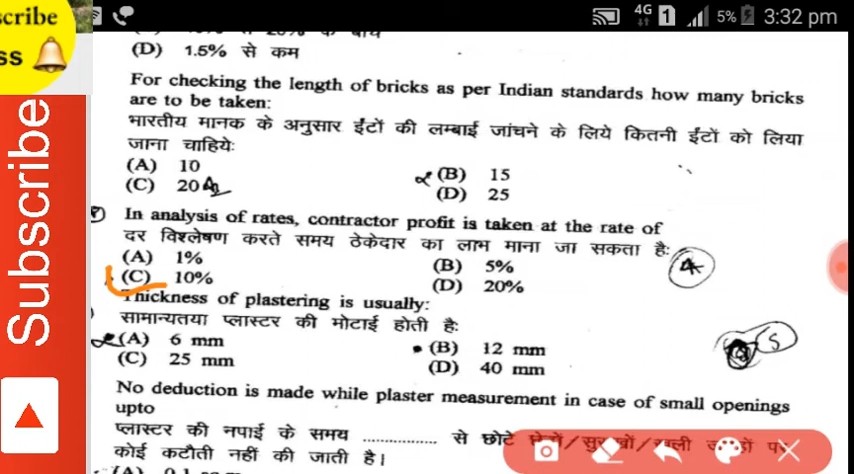 scribe
ss
Subscribe
4G
1
5%
3:32 pm
(D) 1.5% से कम
For checking the length of bricks as per Indian standards how many bricks
are to be taken:
भारतीय मानक के अनुसार ईंटों की लम्बाई जांचने के लिये कितनी ईंटों को लिया
जाना चाहियेः
(A) 10 (B) 15
(C) 20 (D) 25
In analysis of rates, contractor profit is taken at the rate of
दर विश्लेषण करते समय ठेकेदार का लाभ माना जा सकता हैः
(A) 1% (B) 5%
(C) 10% (D) 20%
Thickness of plastering is usually:
सामान्यतया प्लास्टर की मोटाई होती हैः
(A) 6 mm (B) 12 mm
(C) 25 mm (D) 40 mm
No deduction is made while plaster measurement in case of small openings
upto
प्लास्टर की नपाई के समय ................ से छोटे
कोई कटौती नहीं की जाती है।